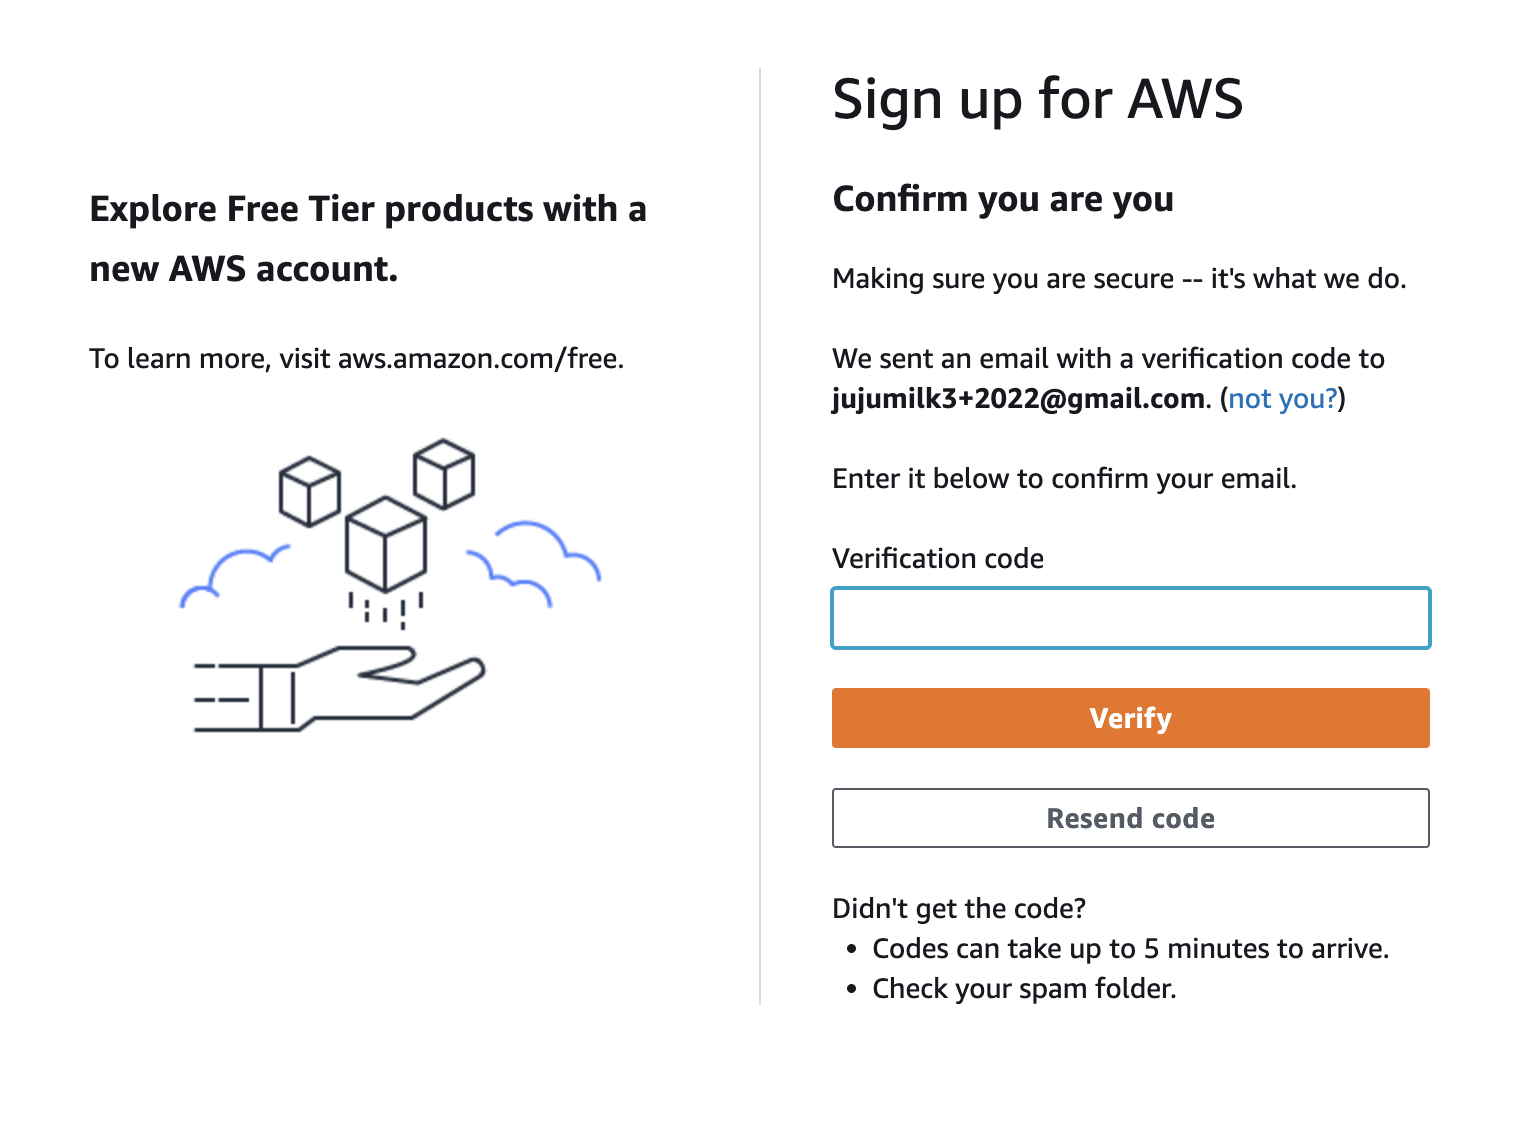 Explore Free Tier products with a
new AWS account.
To learn more, visit aws.amazon.com/free.
Sign up for AWS
Confirm you are you
Making sure you are secure -- it's what we do.
We sent an email with a verification code to
jujumilk3+2022@gmail.com. (not you?)
Enter it below to confirm your email.
Verification code
Verify
Resend code
Didn't get the code?
• Codes can take up to 5 minutes to arrive.
• Check your spam folder.